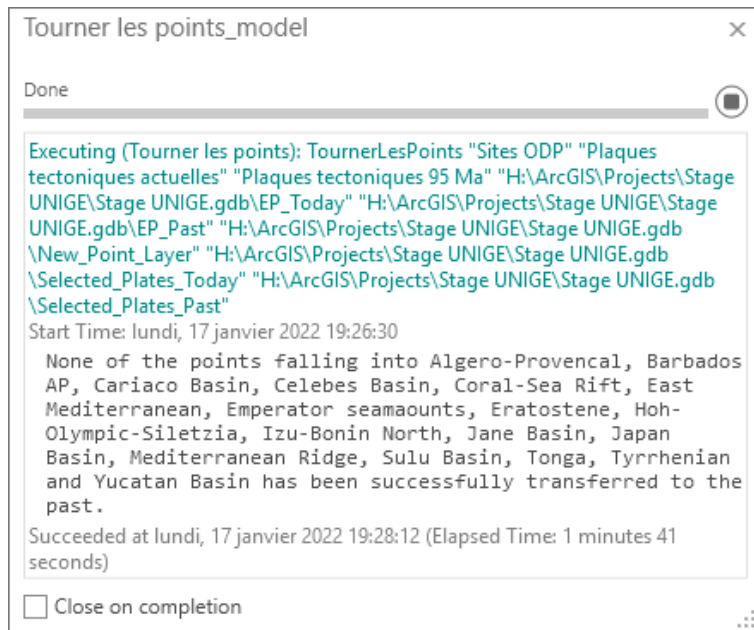 Tourner les points_model
Done
Executing (Tourner les points): TournerLesPoints "Sites ODP" "Plaques
tectoniques actuelles" "Plaques tectoniques 95 Ma" "H:\ArcGIS\Projects\Stage
UNIGE\Stage UNIGE.gdb\EP_Today" "H:\ArcGIS\Projects\Stage UNIGE\Stage
UNIGE.gdb\EP_Past" "H:\ArcGIS\Projects\Stage UNIGE\Stage UNIGE.gdb
\New_Point_Layer" "H:\ArcGIS\Projects\Stage UNIGE\Stage UNIGE.gdb
\Selected_Plates_Today" "H:\ArcGIS\Projects\Stage UNIGE\Stage UNIGE.gdb
\Selected_Plates_Past"
Start Time: lundi, 17 janvier 2022 19:26:30
None of the points falling into Algero-Provencal, Barbados
AP, Cariaco Basin, Celebes Basin, Coral-Sea Rift, East
Mediterranean, Emperator seamaounts, Eratostene, Hoh-
Olympic-Siletzia, Izu-Bonin North, Jane Basin, Japan
Basin, Mediterranean Ridge, Sulu Basin, Tonga, Tyrrhenian
and Yucatan Basin has been successfully transferred to the
past.
Succeeded at lundi, 17 janvier 2022 19:28:12 (Elapsed Time: 1 minutes 41
seconds)
Close on completion